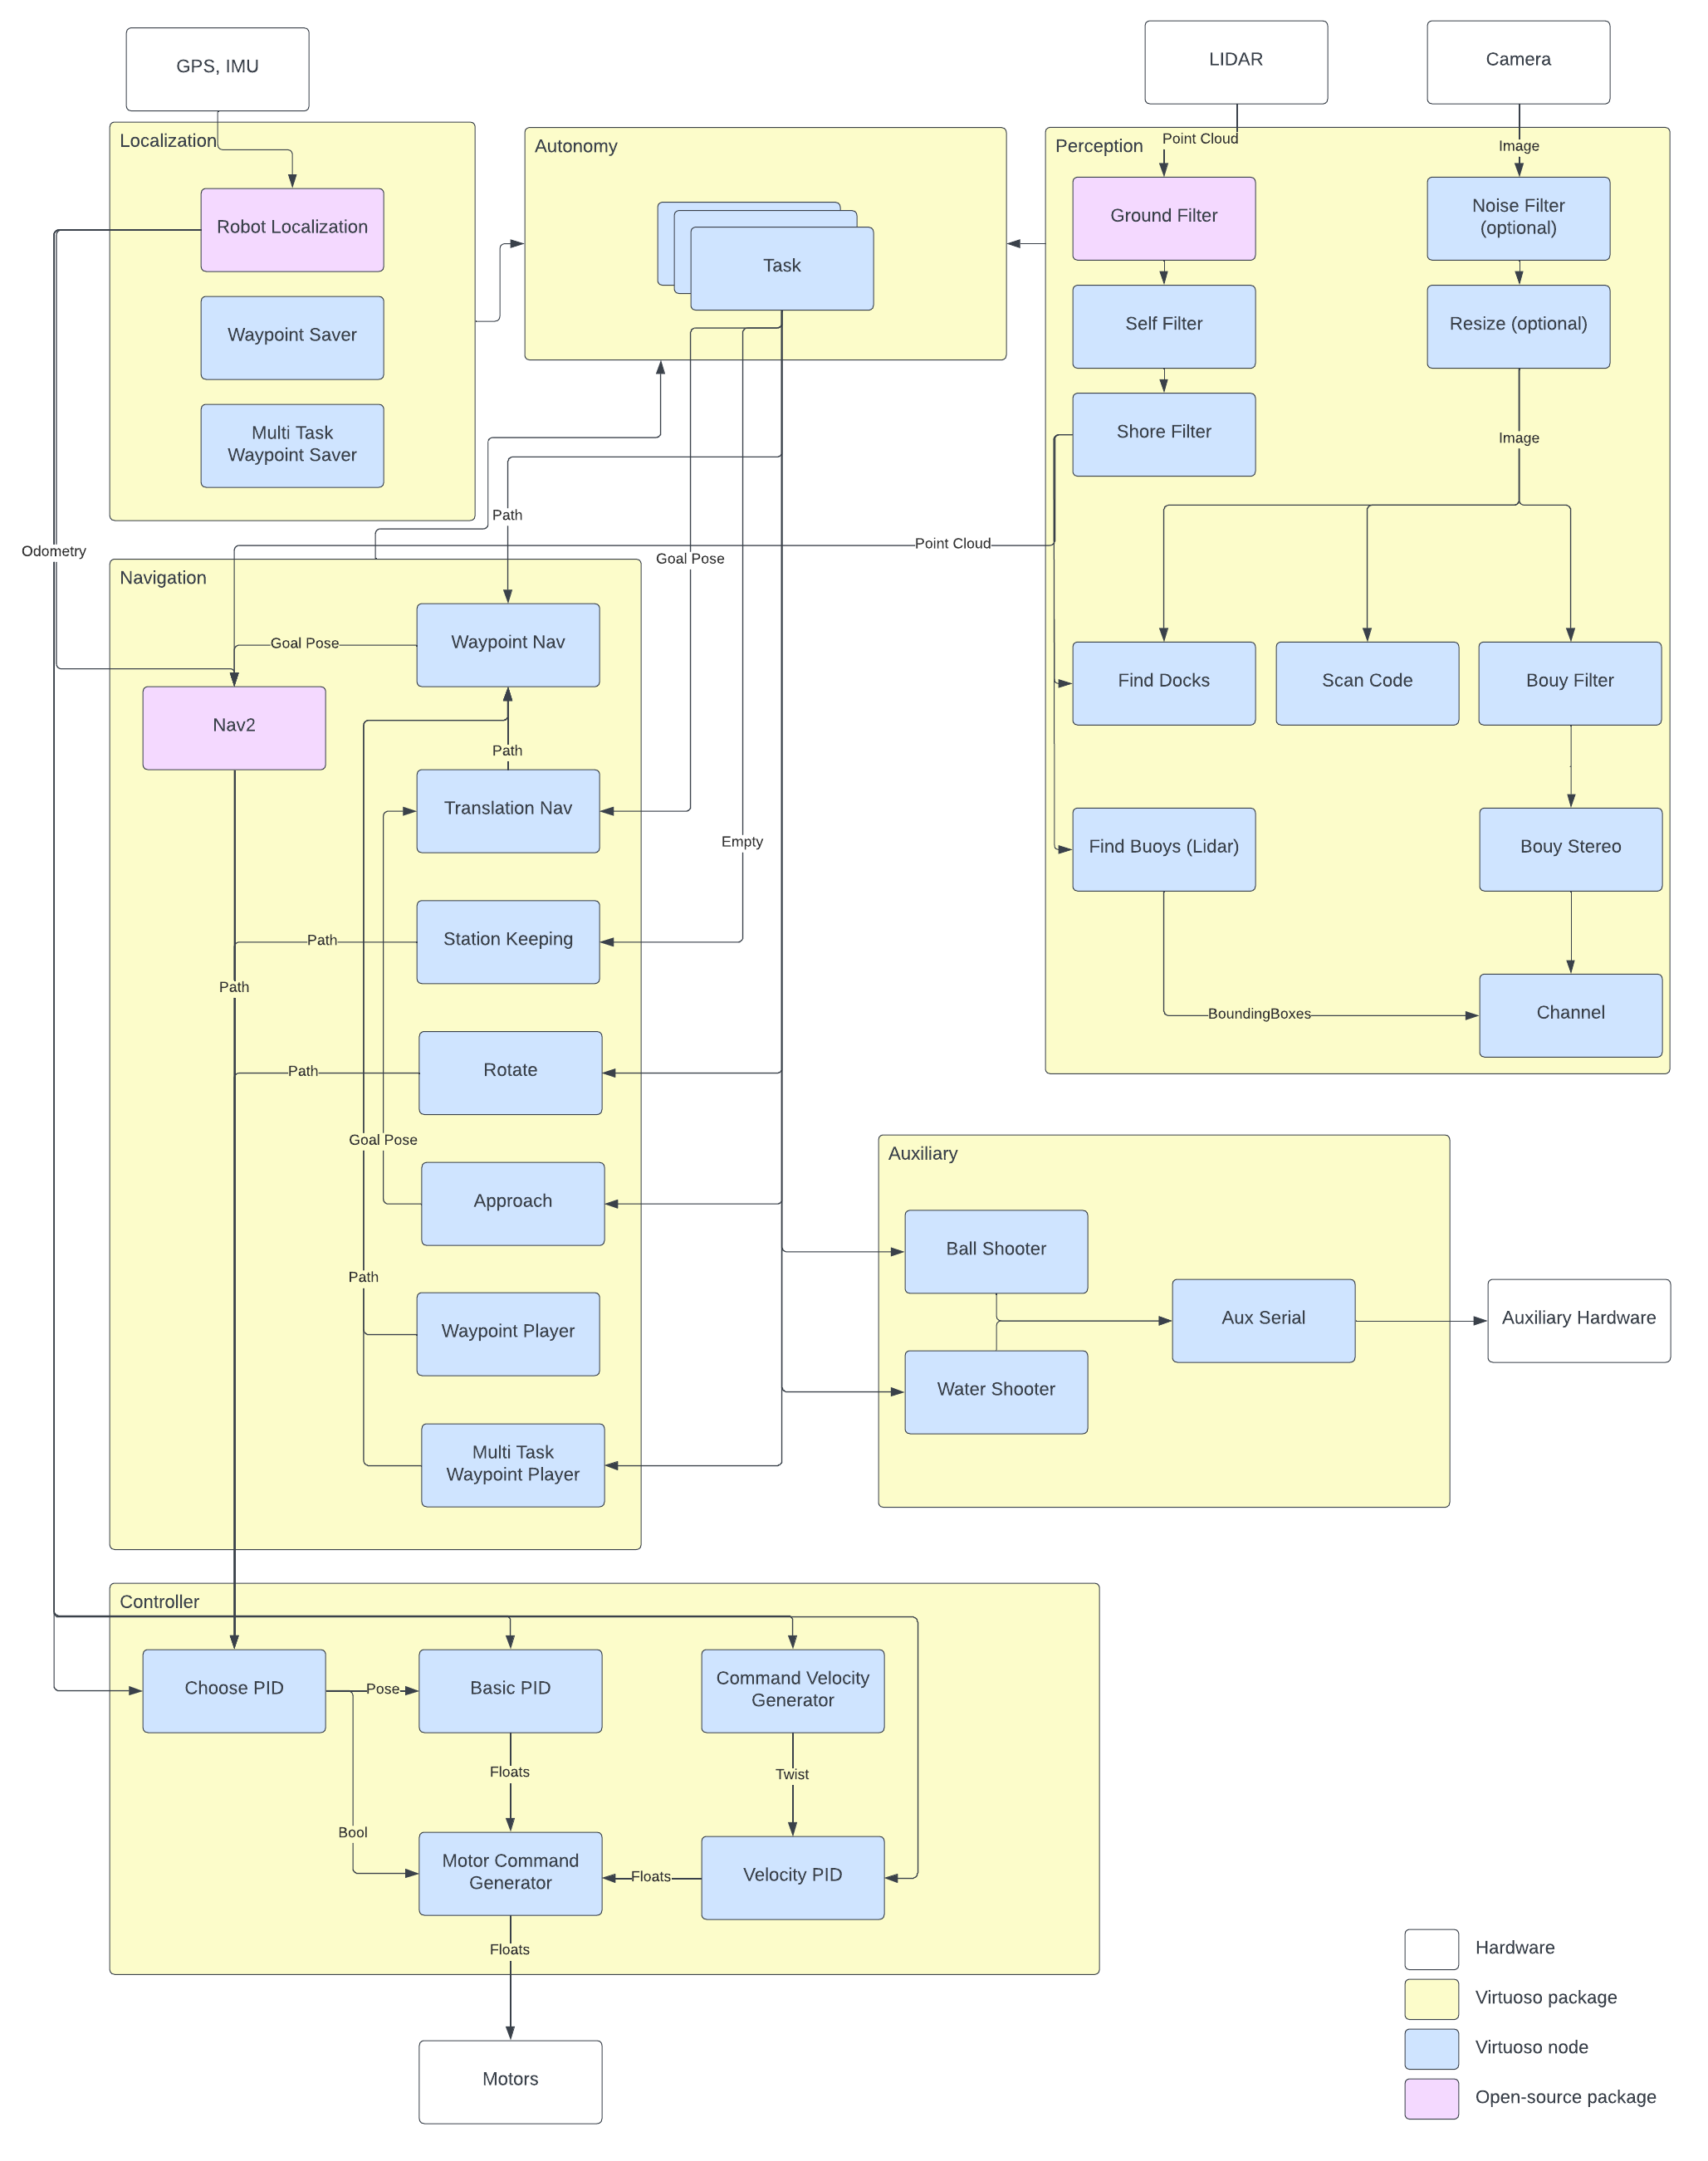 GPS, IMU
LIDAR
Camera
Localization
Robot Localization
Waypoint Saver
Multi Task
Waypoint Saver
Autonomy
Task
Perception
Point Cloud
Image
Ground Filter
Noise Filter
(optional)
Self Filter
Resize (optional)
Shore Filter
Image
Point Cloud
Find Docks
Scan Code
Bouy Filter
Find Buoys (Lidar)
Bouy Stereo
BoundingBoxes
Channel
Odometry
Path
Goal Pose
Empty
Navigation
Goal Pose
Waypoint Nav
Nav2
Path
Translation Nav
Path
Station Keeping
Path
Path
Rotate
Goal Pose
Approach
Path
Waypoint Player
Multi Task
Waypoint Player
Auxiliary
Ball Shooter
Aux Serial
Auxiliary Hardware
Water Shooter
Controller
Choose PID
Pose
Basic PID
Command Velocity
Generator
Floats
Twist
Bool
Motor Command
Generator
Floats
Velocity PID
Floats
Motors
Hardware
Virtuoso package
Virtuoso node
Open-source package